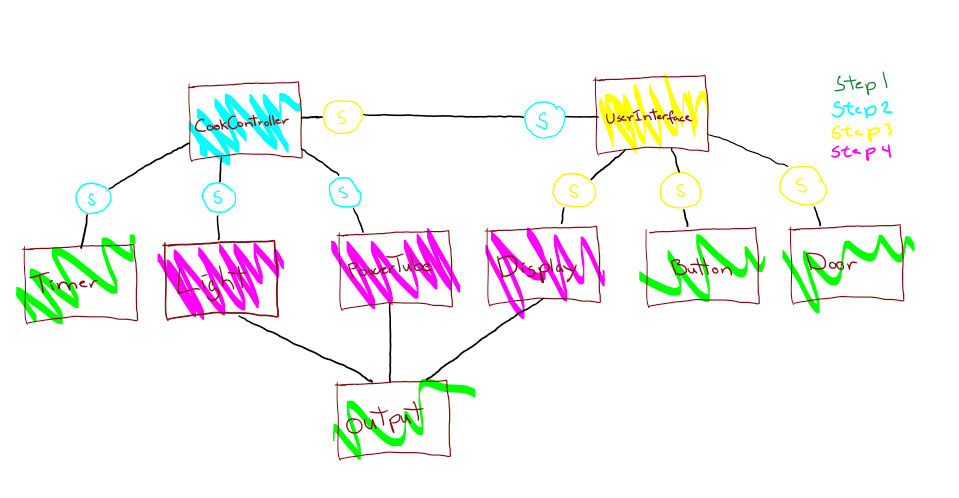 Step 1
Step 2
Step 3
Step 4
CookController
S
S
UserInterface
S
S
S
S
S
S
Timer
Light
PowerTube
Display
Button
Door
Output